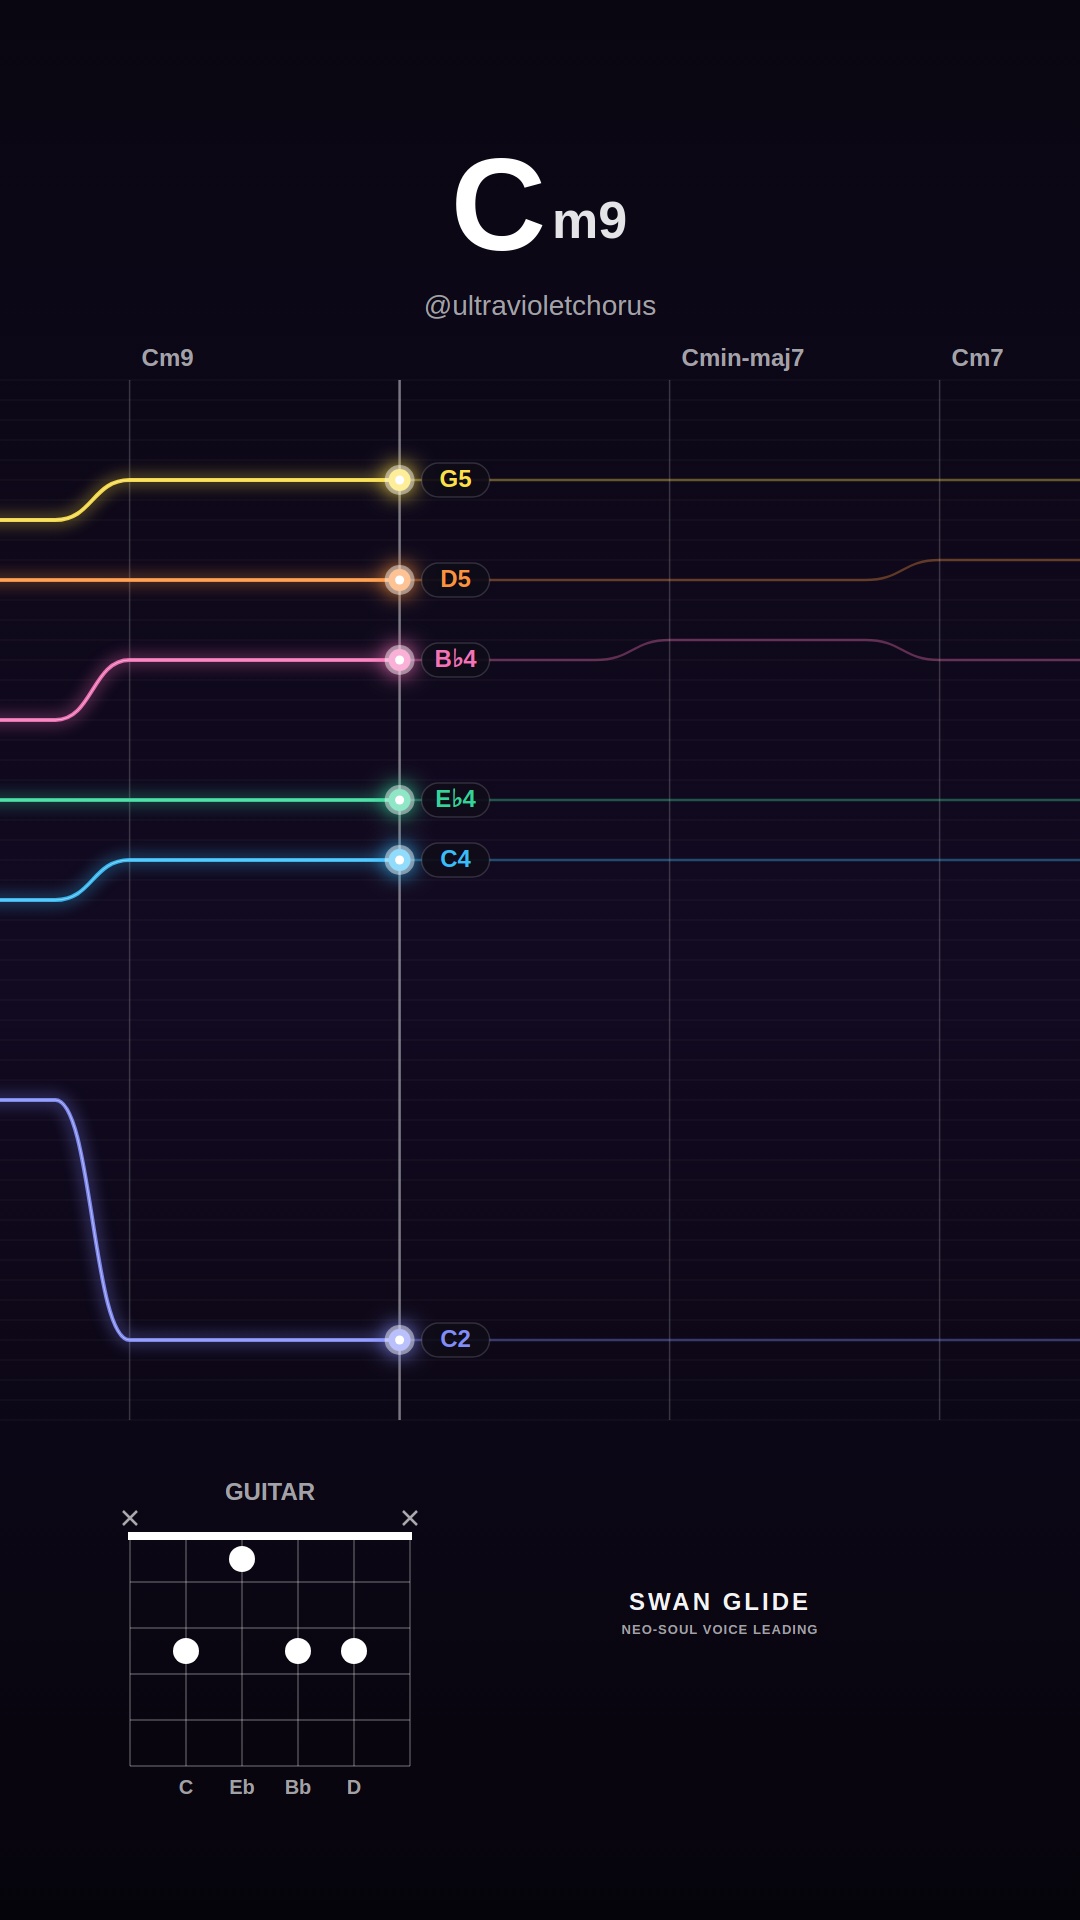 Cm9
@ultravioletchorus
Cm9 Cmin-maj7 Cm7
G5
D5
B♭4
E♭4
C4
C2
GUITAR
× ×
SWAN GLIDE
NEO-SOUL VOICE LEADING
C Eb Bb D